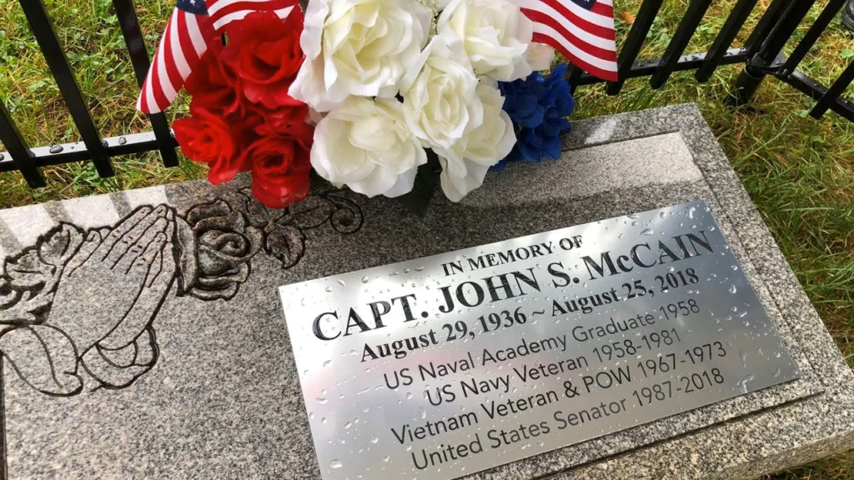 IN MEMORY OF
CAPT. JOHN S. McCAIN
August 29, 1936 ~ August 25, 2018
US Naval Academy Graduate 1958
US Navy Veteran 1958-1981
Vietnam Veteran & POW 1967-1973
United States Senator 1987-2018